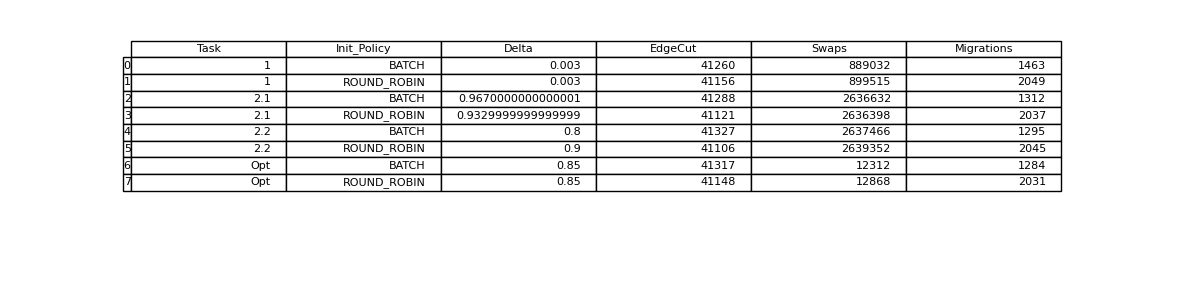 Task Init_Policy Delta EdgeCut Swaps Migrations
0 1 BATCH 0.003 41260 889032 1463
1 1 ROUND_ROBIN 0.003 41156 899515 2049
2 2.1 BATCH 0.9670000000000001 41288 2636632 1312
3 2.1 ROUND_ROBIN 0.9329999999999999 41121 2636398 2037
4 2.2 BATCH 0.8 41327 2637466 1295
5 2.2 ROUND_ROBIN 0.9 41106 2639352 2045
6 Opt BATCH 0.85 41317 12312 1284
7 Opt ROUND_ROBIN 0.85 41148 12868 2031